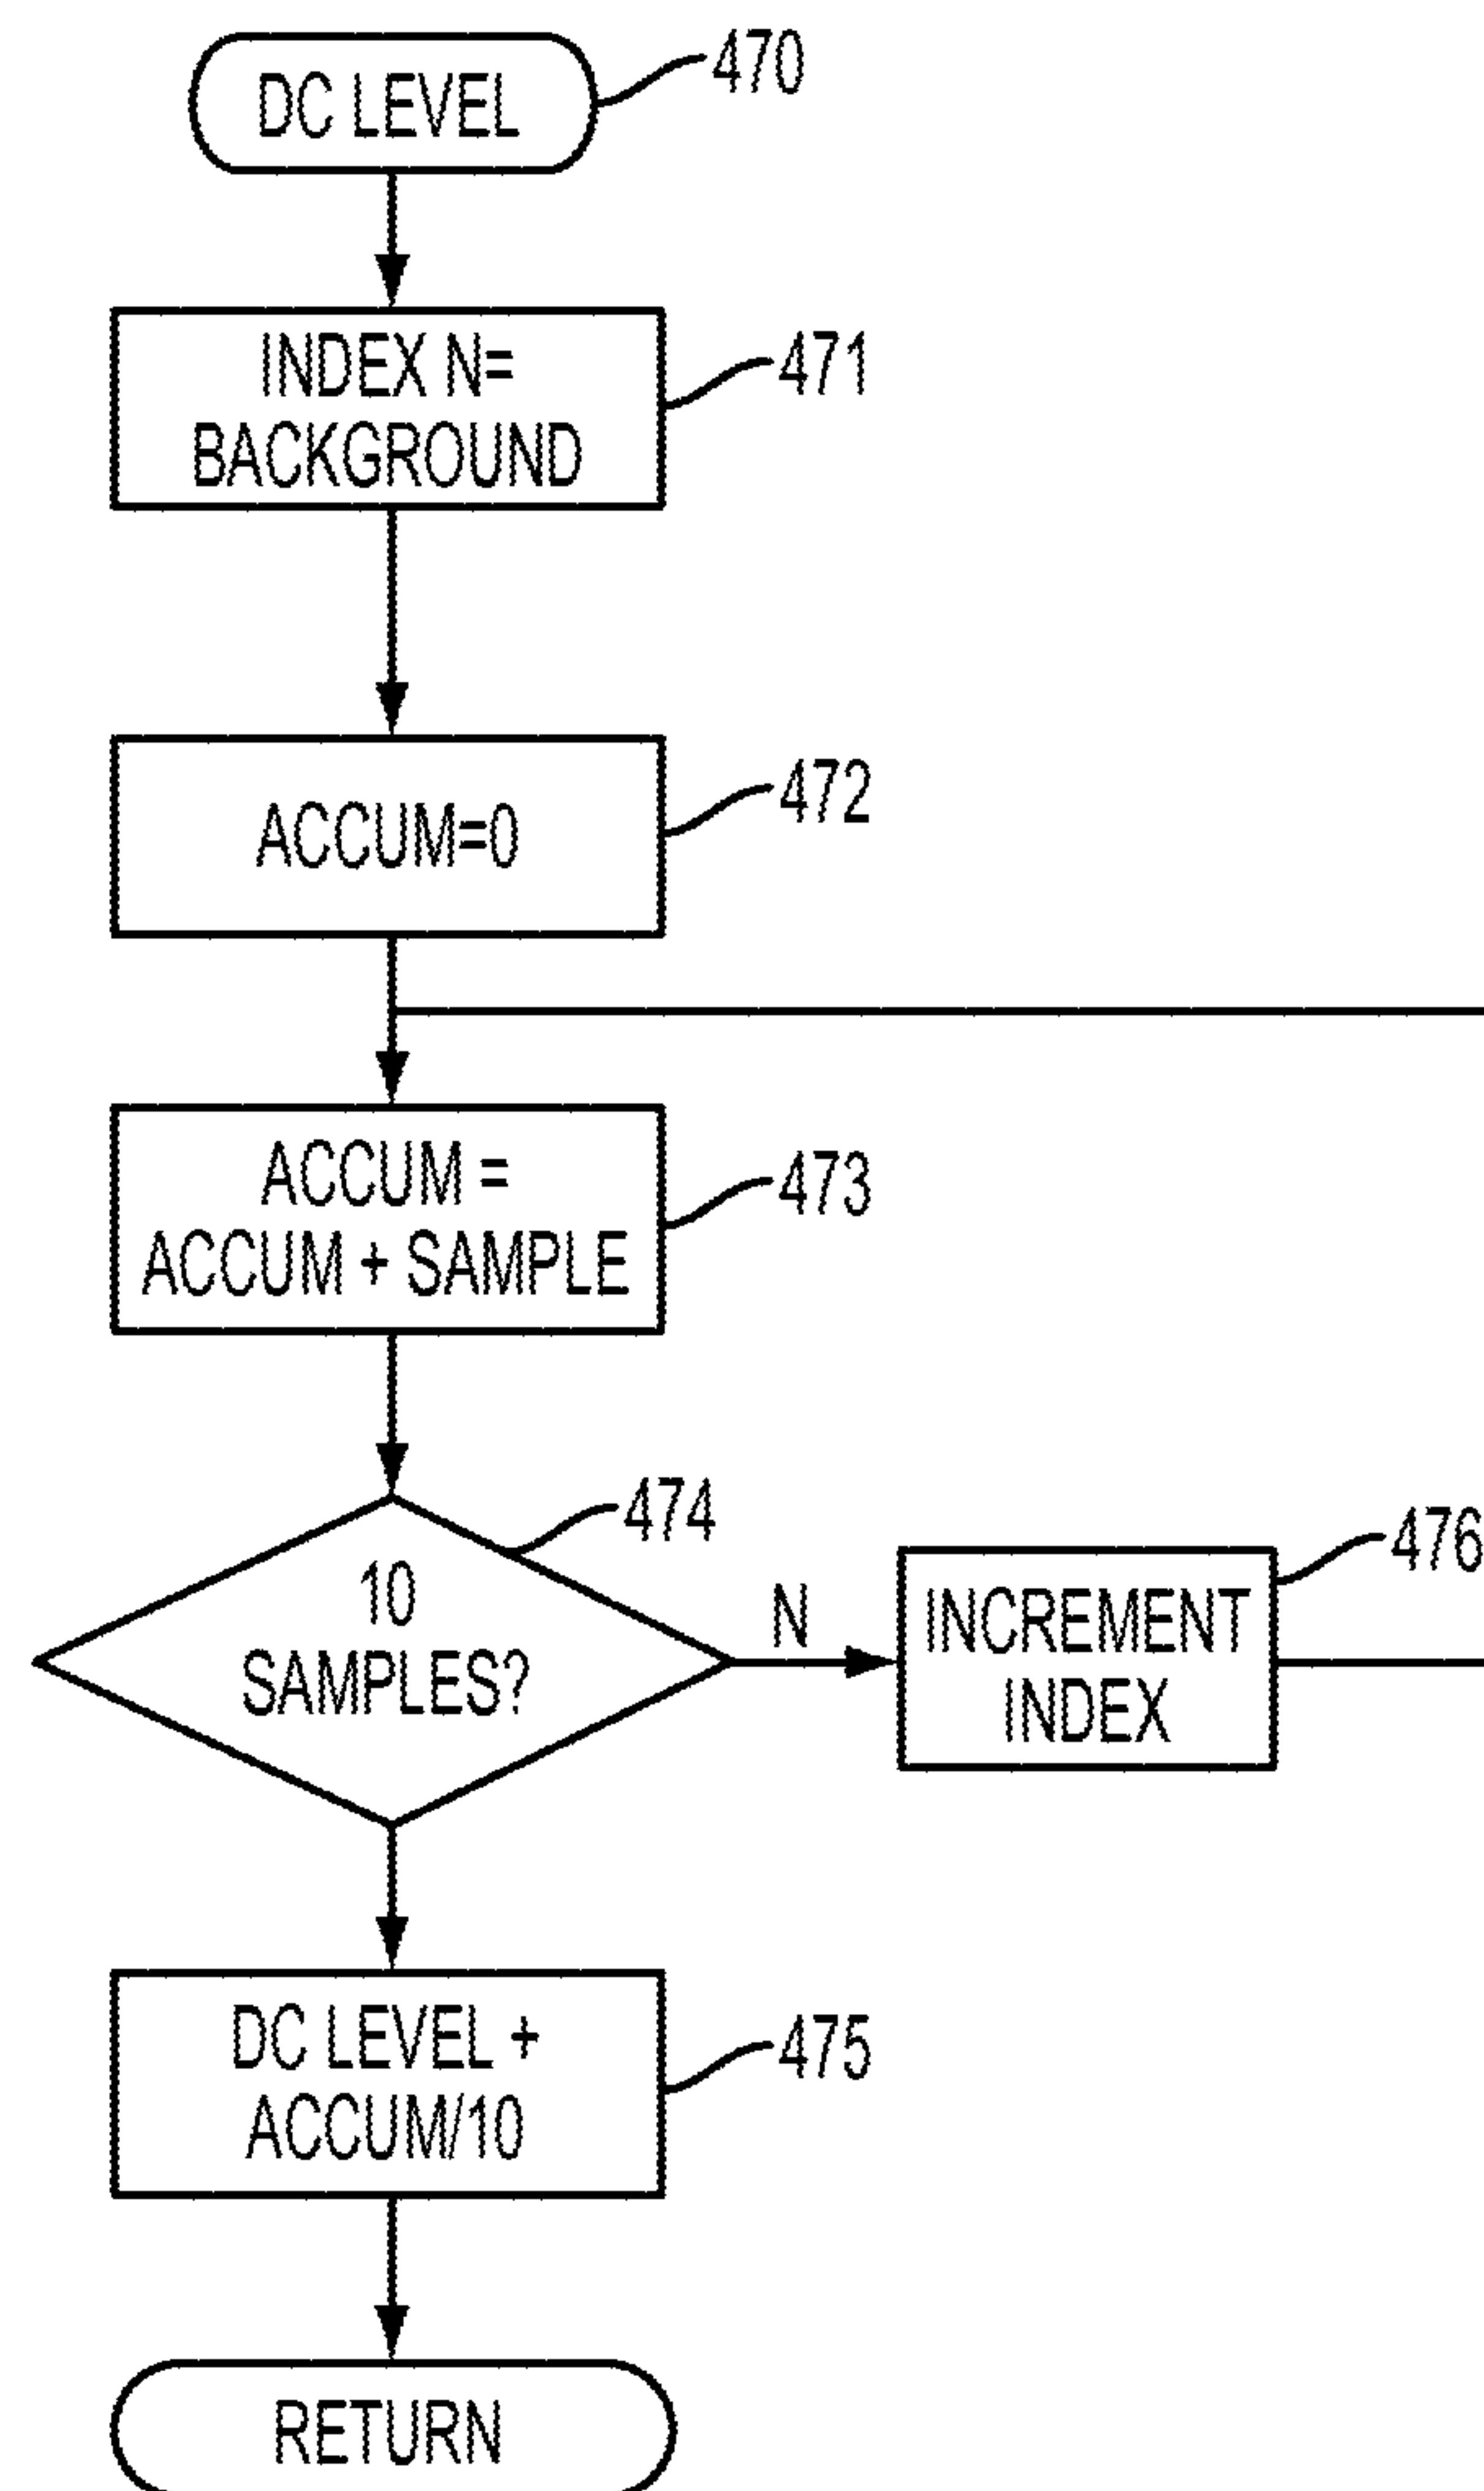 DC LEVEL
470
INDEX N=
BACKGROUND
471
ACCUM=0
472
ACCUM =
ACCUM + SAMPLE
473
10
SAMPLES?
474
N
INCREMENT
INDEX
476
DC LEVEL +
ACCUM/10
475
RETURN